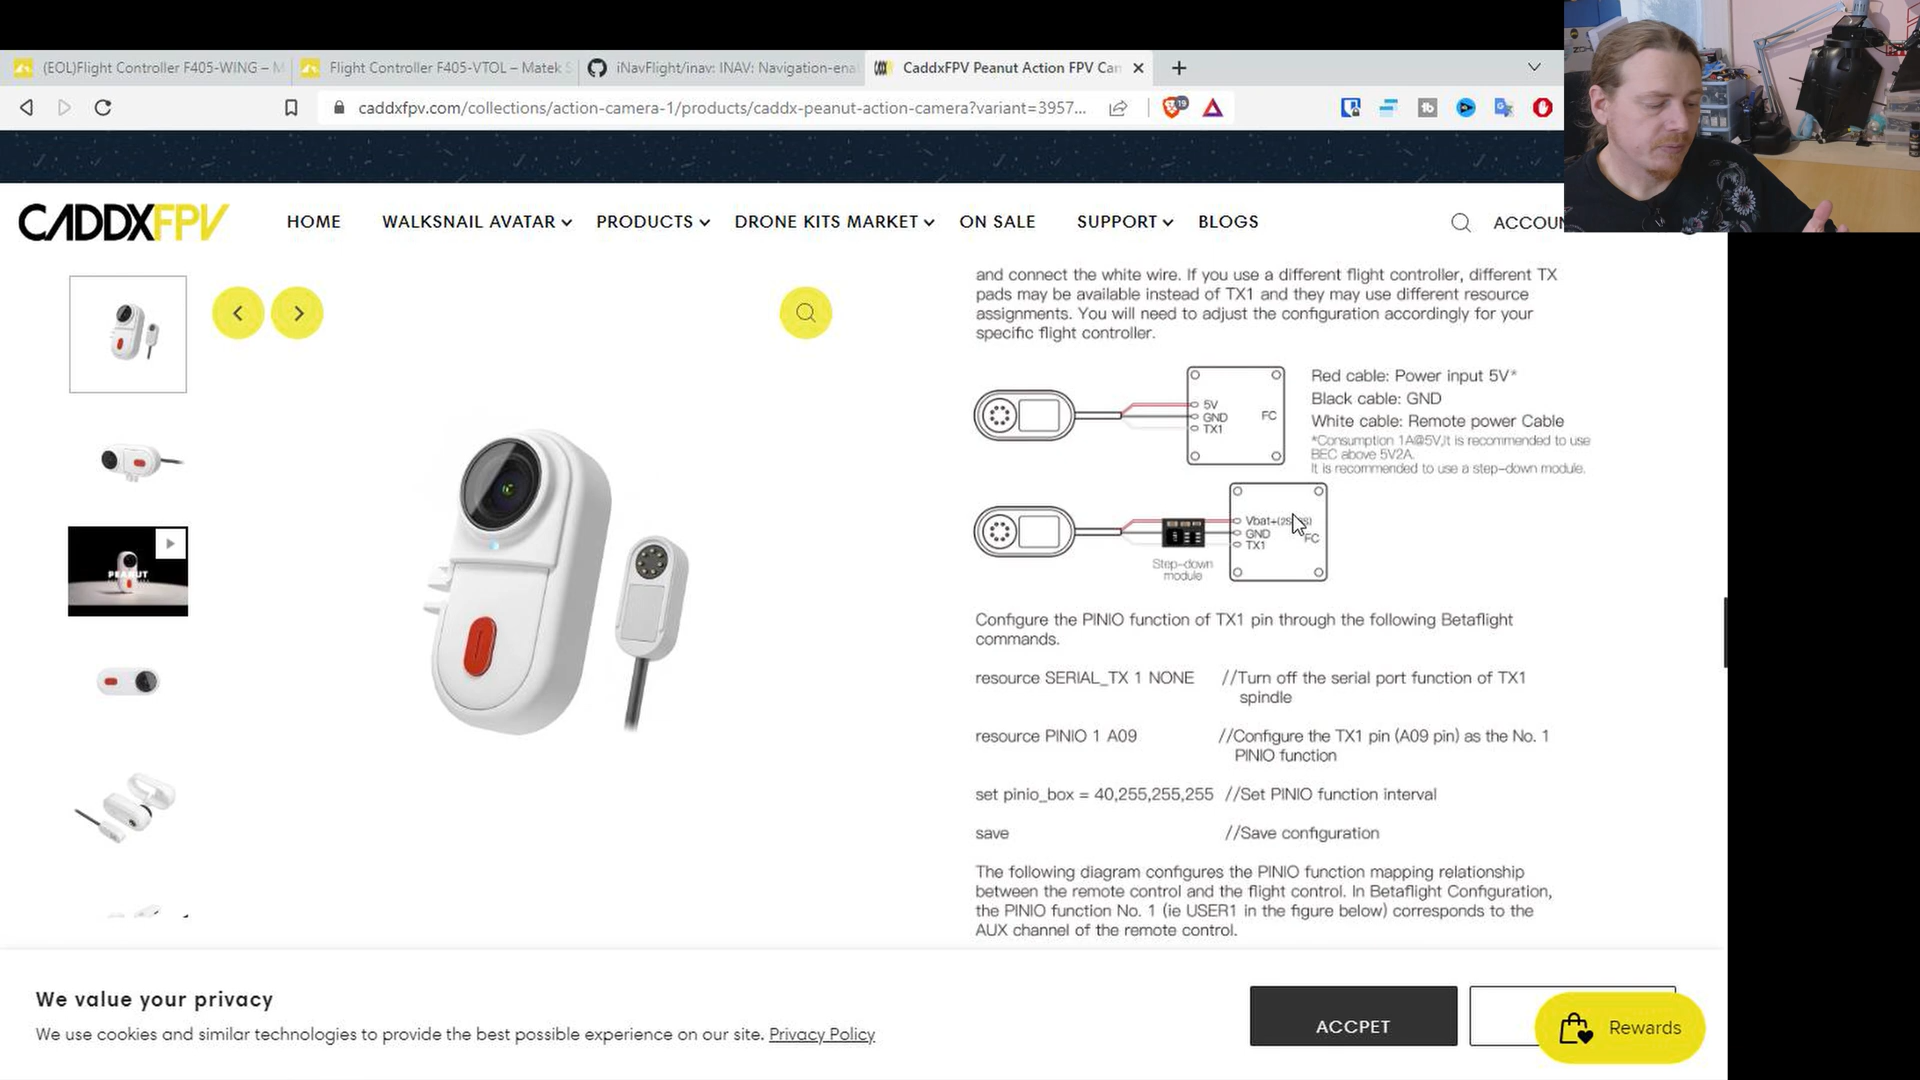 (EOL)Flight Controller F405-WING – M
Flight Controller F405-VTOL – Matek S
iNavFlight/inav: INAV: Navigation-ena
CaddxFPV Peanut Action FPV Can
caddxfpv.com/collections/action-camera-1/products/caddx-peanut-action-camera?variant=3957...
19
CADDXFPV
HOME
WALKSNAIL AVATAR
PRODUCTS
DRONE KITS MARKET
ON SALE
SUPPORT
BLOGS
ACCOUN
and connect the white wire. If you use a different flight controller, different TX
pads may be available instead of TX1 and they may use different resource
assignments. You will need to adjust the configuration accordingly for your
specific flight controller.
5V
GND
TX1
FC
Red cable: Power input 5V*
Black cable: GND
White cable: Remote power Cable
*Consumption 1A@5V,It is recommended to use
BEC above 5V2A.
It is recommended to use a step-down module.
Vbat+
GND
TX1
FC
Step-down
module
PEANUT
Configure the PINIO function of TX1 pin through the following Betaflight
commands.
resource SERIAL_TX 1 NONE //Turn off the serial port function of TX1
spindle
resource PINIO 1 A09 //Configure the TX1 pin (A09 pin) as the No. 1
PINIO function
set pinio_box = 40,255,255,255 //Set PINIO function interval
save //Save configuration
The following diagram configures the PINIO function mapping relationship
between the remote control and the flight control. In Betaflight Configuration,
the PINIO function No. 1 (ie USER1 in the figure below) corresponds to the
AUX channel of the remote control.
We value your privacy
We use cookies and similar technologies to provide the best possible experience on our site. Privacy Policy
ACCPET
Rewards